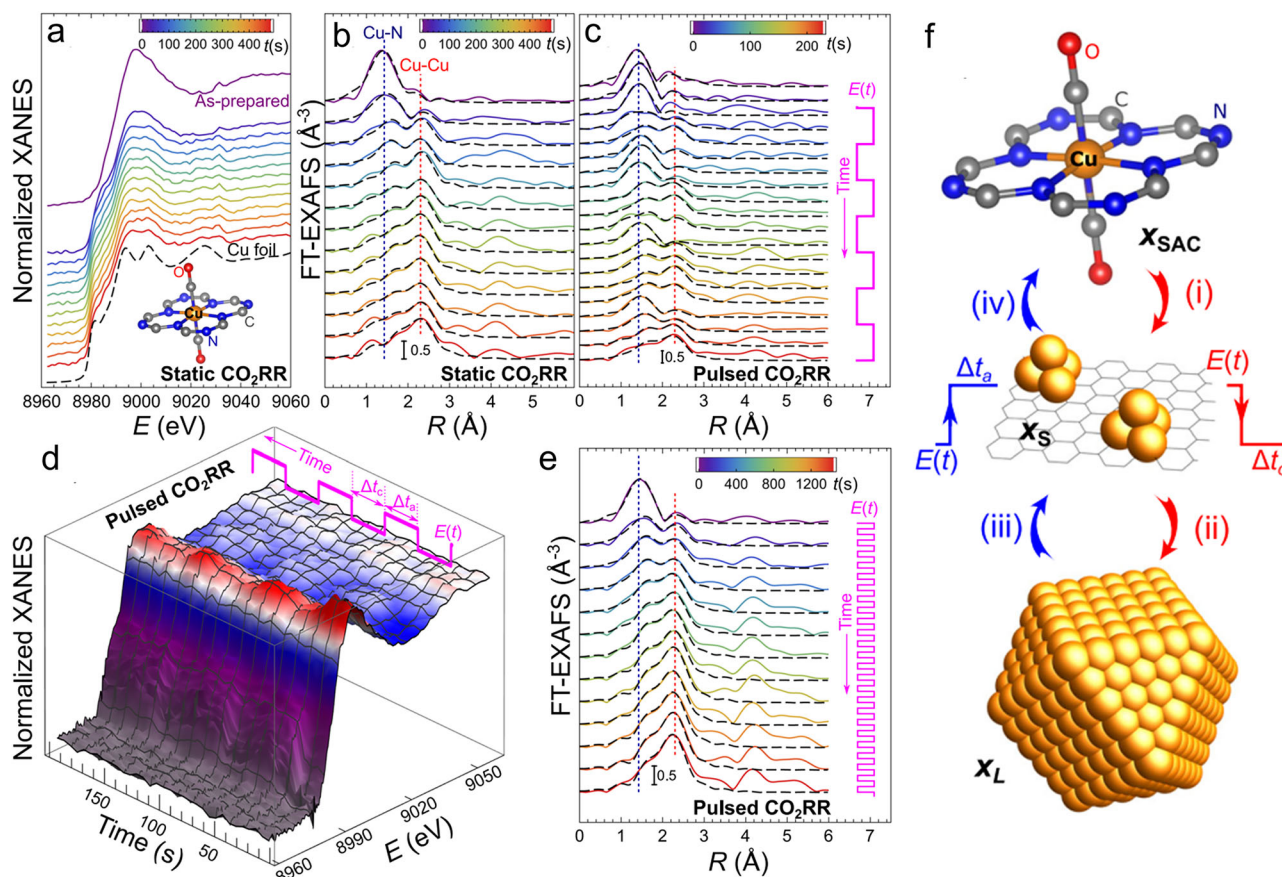 a
0 200 400 t(s)
As-prepared
Cu foil
O
Cu
C
N
Static CO2RR
Normalized XANES
8960 8980 9000 9020 9040 9060
E (eV)
b
0 200 400 t(s)
Cu-N
Cu-Cu
FT-EXAFS (Å-3)
0.5
Static CO2RR
0 1 2 3 4 5
R (Å)
c
0 100 200 t(s)
E(t)
Time
0.5
Pulsed CO2RR
0 1 2 3 4 5 6 7
R (Å)
d
Pulsed CO2RR
Time
Δtc
Δta
E(t)
Normalized XANES
150 100 50
Time (s)
8960 8990 9020 9050
E (eV)
e
0 400 800 1200 t(s)
E(t)
Time
FT-EXAFS (Å-3)
0.5
Pulsed CO2RR
0 1 2 3 4 5 6 7
R (Å)
f
O
C
N
Cu
xSAC
(iv) (i)
Δta
E(t)
xS
E(t)
Δtc
(iii) (ii)
xL